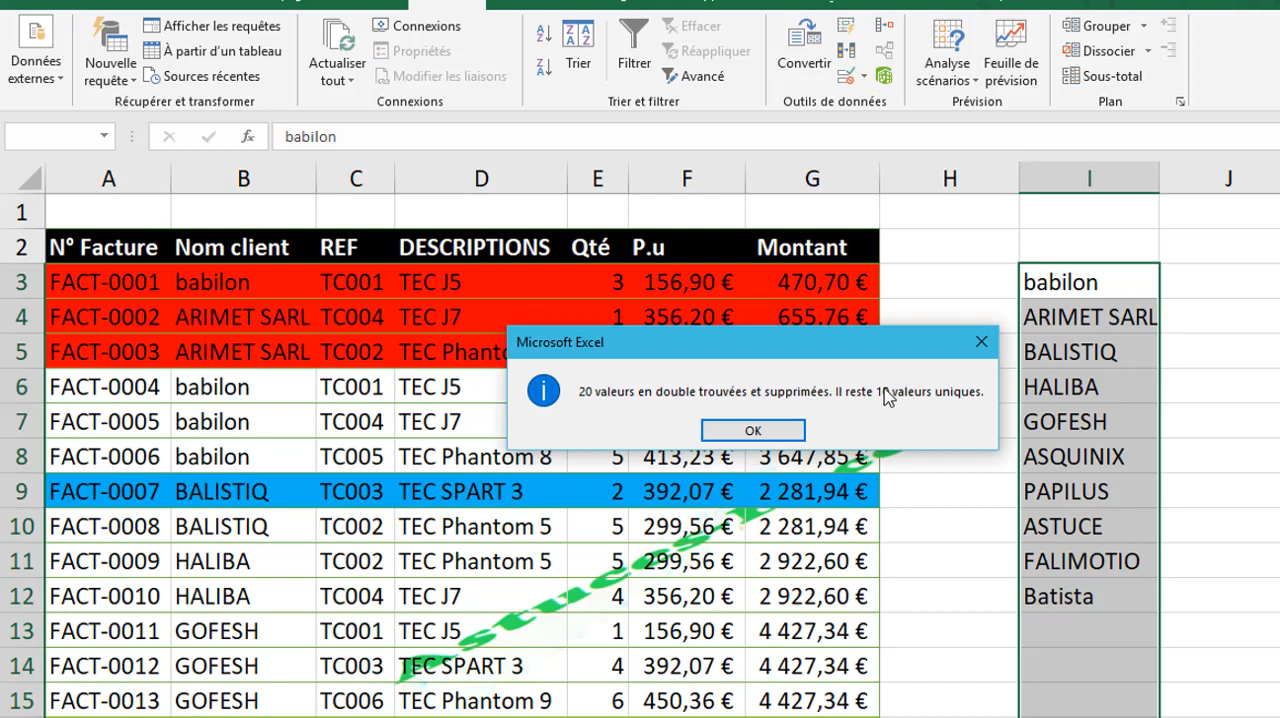 Données externes
Nouvelle requête
Afficher les requêtes
À partir d'un tableau
Sources récentes
Récupérer et transformer
Actualiser tout
Connexions
Propriétés
Modifier les liaisons
Connexions
Trier
Filtrer
Effacer
Réappliquer
Avancé
Trier et filtrer
Convertir
Outils de données
Analyse scénarios
Feuille de prévision
Prévision
Grouper
Dissocier
Sous-total
Plan
fx babilon
A B C D E F G H I J
1
2 N° Facture Nom client REF DESCRIPTIONS Qté P.u Montant
3 FACT-0001 babilon TC001 TEC J5 3 156,90 € 470,70 € babilon
4 FACT-0002 ARIMET SARL TC004 TEC J7 1 356,20 € 655,76 € ARIMET SARL
5 FACT-0003 ARIMET SARL TC002 TEC Phantom BALISTIQ
6 FACT-0004 babilon TC001 TEC J5 HALIBA
7 FACT-0005 babilon TC004 TEC J7 GOFESH
8 FACT-0006 babilon TC005 TEC Phantom 8 5 413,23 € 3 647,85 € ASQUINIX
9 FACT-0007 BALISTIQ TC003 TEC SPART 3 2 392,07 € 2 281,94 € PAPILUS
10 FACT-0008 BALISTIQ TC002 TEC Phantom 5 5 299,56 € 2 281,94 € ASTUCE
11 FACT-0009 HALIBA TC002 TEC Phantom 5 5 299,56 € 2 922,60 € FALIMOTIO
12 FACT-0010 HALIBA TC004 TEC J7 4 356,20 € 2 922,60 € Batista
13 FACT-0011 GOFESH TC001 TEC J5 1 156,90 € 4 427,34 €
14 FACT-0012 GOFESH TC003 TEC SPART 3 4 392,07 € 4 427,34 €
15 FACT-0013 GOFESH TC006 TEC Phantom 9 6 450,36 € 4 427,34 €
Microsoft Excel
20 valeurs en double trouvées et supprimées. Il reste valeurs uniques.
OK